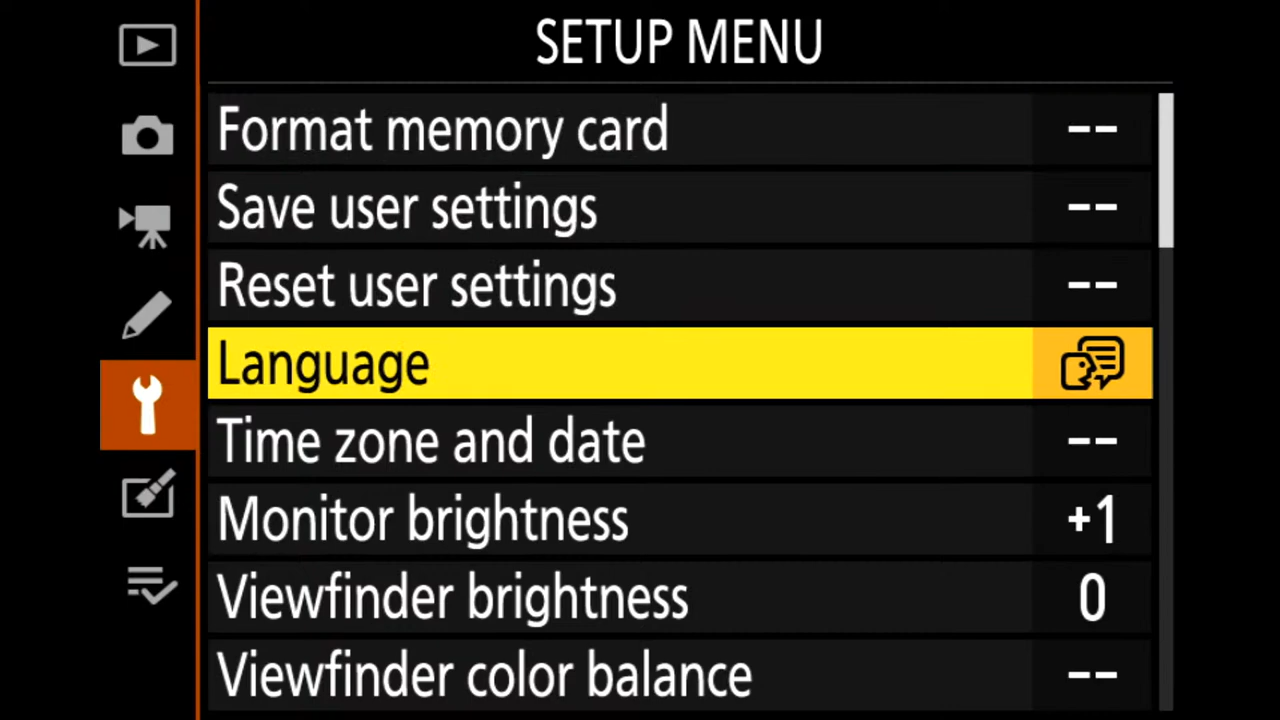 SETUP MENU
Format memory card --
Save user settings --
Reset user settings --
Language
Time zone and date --
Monitor brightness +1
Viewfinder brightness 0
Viewfinder color balance --